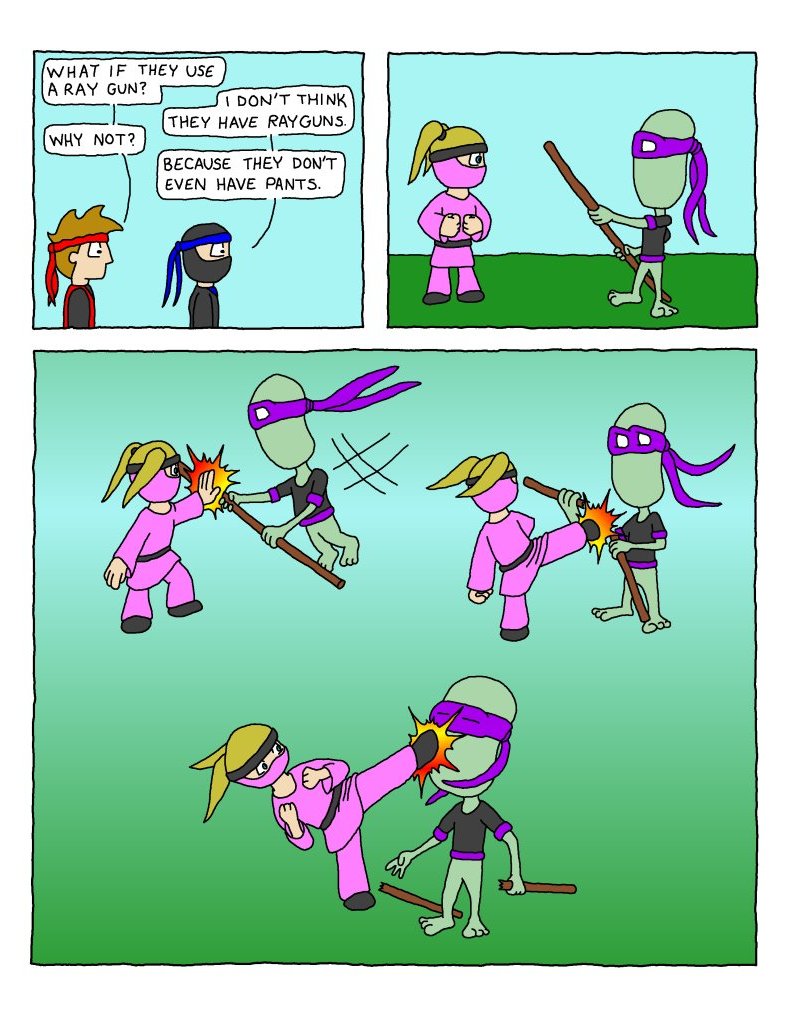 WHAT IF THEY USE
A RAY GUN?
I DON'T THINK
THEY HAVE RAYGUNS.
WHY NOT?
BECAUSE THEY DON'T
EVEN HAVE PANTS.